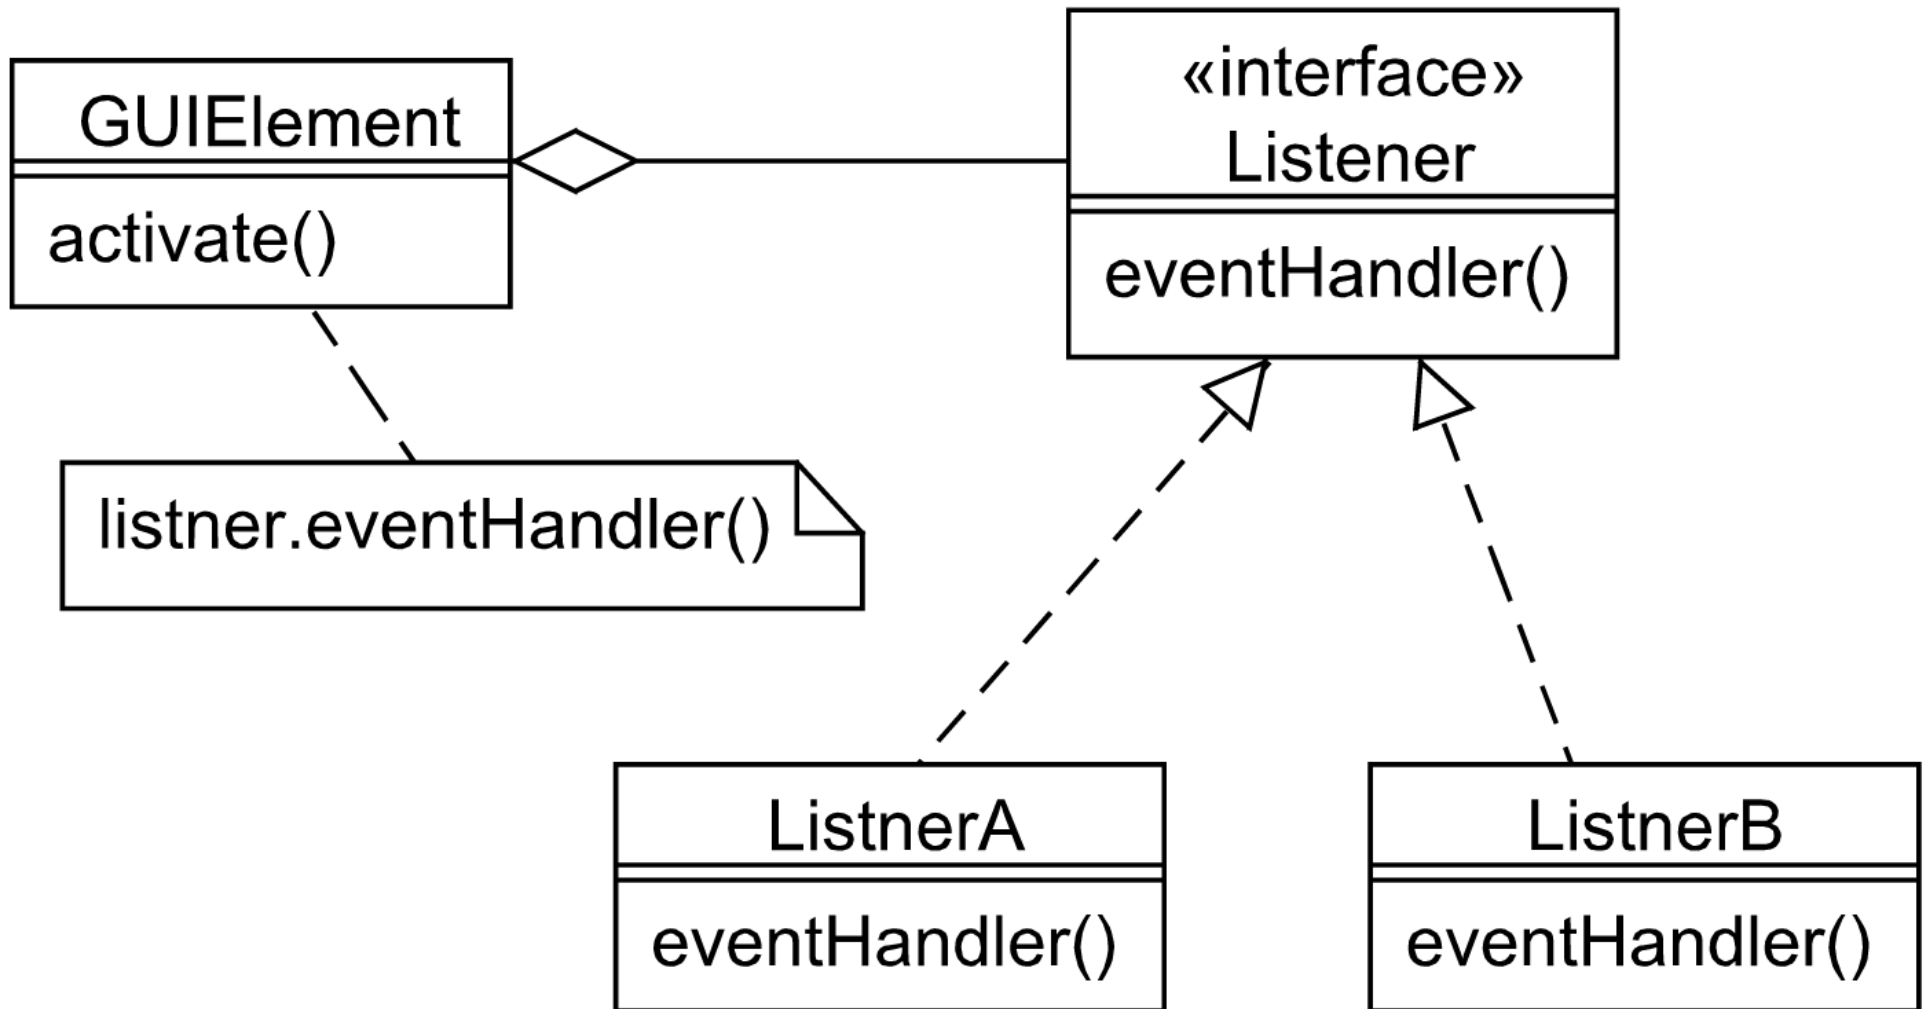 GUIElement
activate()
«interface»
Listener
eventHandler()
listner.eventHandler()
ListnerA
eventHandler()
ListnerB
eventHandler()